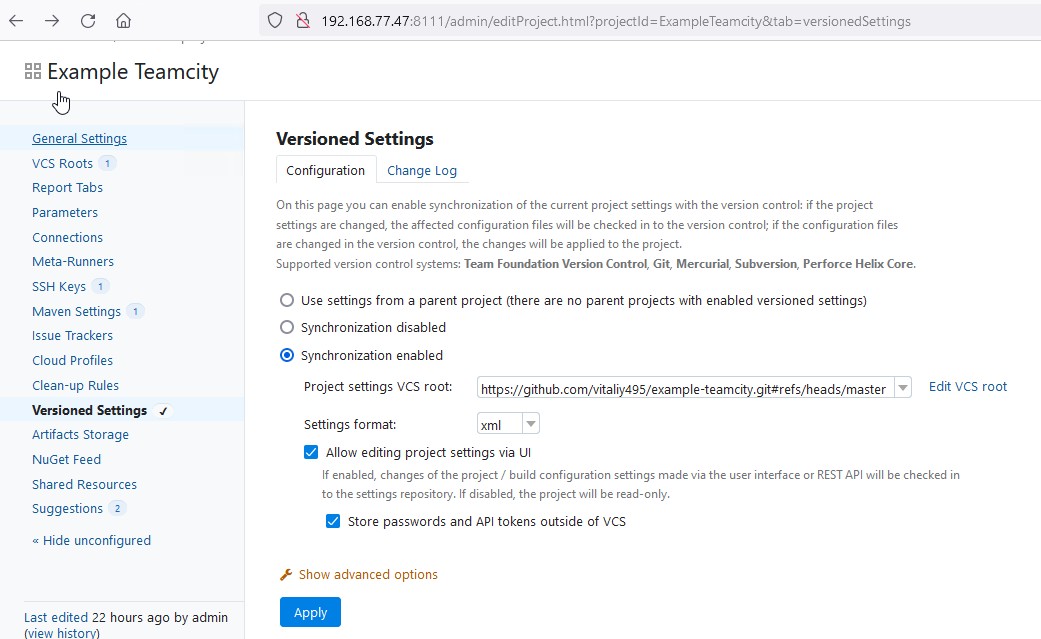 192.168.77.47:8111/admin/editProject.html?projectId=ExampleTeamcity&tab=versionedSettings
Example Teamcity
General Settings
VCS Roots 1
Report Tabs
Parameters
Connections
Meta-Runners
SSH Keys 1
Maven Settings 1
Issue Trackers
Cloud Profiles
Clean-up Rules
Versioned Settings ✓
Artifacts Storage
NuGet Feed
Shared Resources
Suggestions 2
« Hide unconfigured
Last edited 22 hours ago by admin
(view history)
Versioned Settings
Configuration Change Log
On this page you can enable synchronization of the current project settings with the version control: if the project
settings are changed, the affected configuration files will be checked in to the version control; if the configuration files
are changed in the version control, the changes will be applied to the project.
Supported version control systems: Team Foundation Version Control, Git, Mercurial, Subversion, Perforce Helix Core.
Use settings from a parent project (there are no parent projects with enabled versioned settings)
Synchronization disabled
Synchronization enabled
Project settings VCS root: https://github.com/vitaliy495/example-teamcity.git#refs/heads/master Edit VCS root
Settings format: xml
Allow editing project settings via UI
If enabled, changes of the project / build configuration settings made via the user interface or REST API will be checked in
to the settings repository. If disabled, the project will be read-only.
Store passwords and API tokens outside of VCS
Show advanced options
Apply